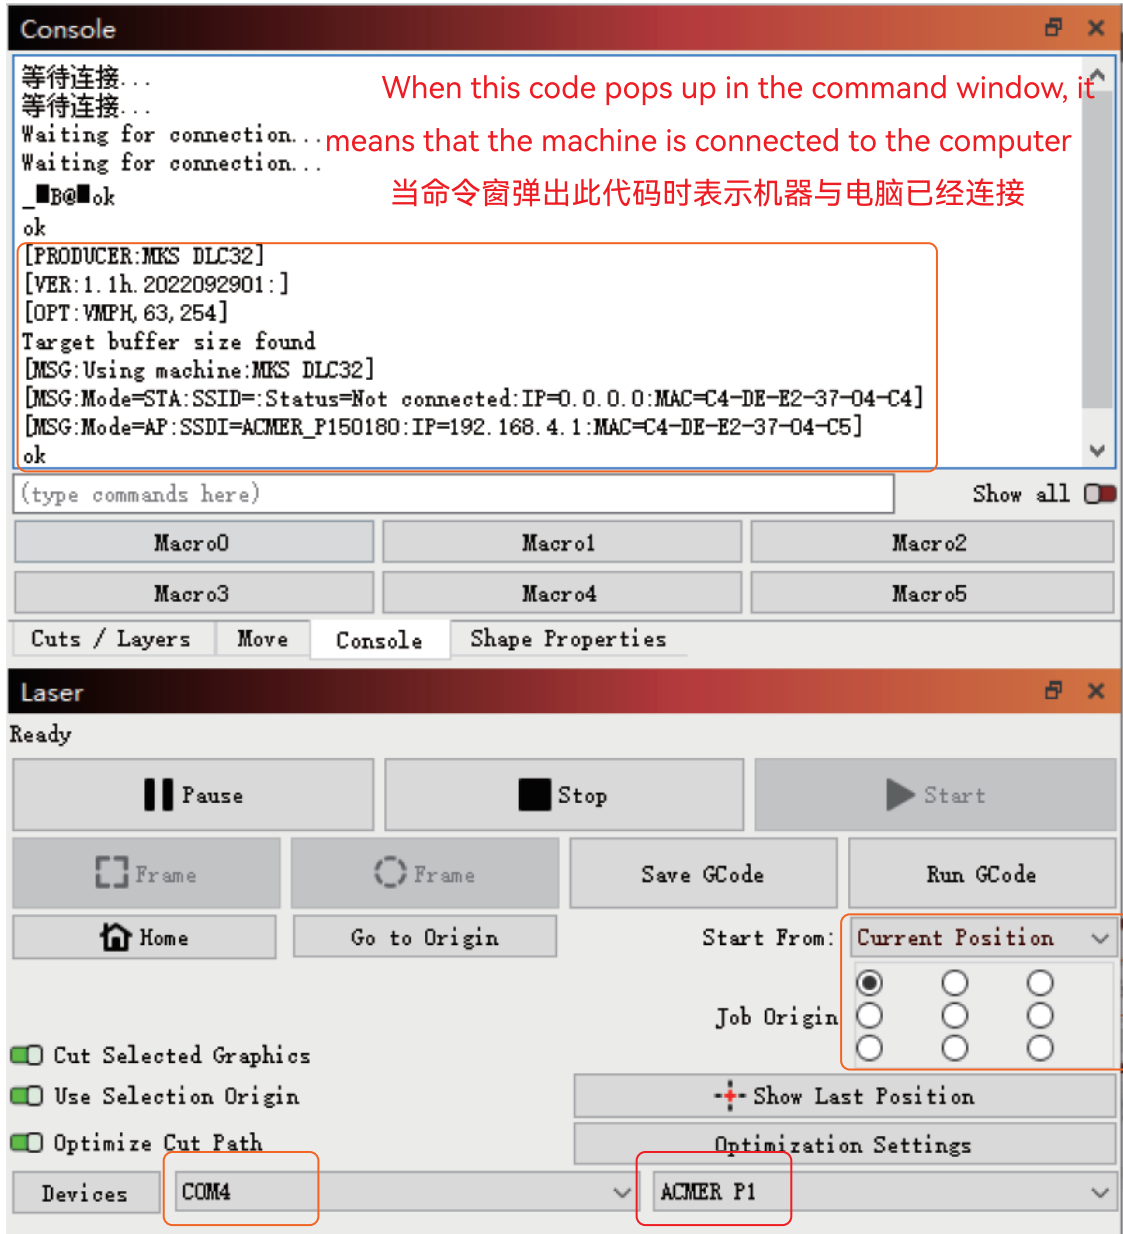 Console
等待连接...
等待连接...
Waiting for connection...
Waiting for connection...
When this code pops up in the command window, it
means that the machine is connected to the computer
当命令窗弹出此代码时表示机器与电脑已经连接
_■B@■ok
ok
[PRODUCER:MKS DLC32]
[VER:1.1h.2022092901:]
[OPT:VMPH,63,254]
Target buffer size found
[MSG:Using machine:MKS DLC32]
[MSG:Mode=STA:SSID=:Status=Not connected:IP=0.0.0.0:MAC=C4-DE-E2-37-04-C4]
[MSG:Mode=AP:SSDI=ACMER_P150180:IP=192.168.4.1:MAC=C4-DE-E2-37-04-C5]
ok
(type commands here) Show all
Macro0 Macro1 Macro2
Macro3 Macro4 Macro5
Cuts / Layers Move Console Shape Properties
Laser
Ready
Pause Stop Start
Frame Frame Save GCode Run GCode
Home Go to Origin Start From: Current Position
Job Origin
Cut Selected Graphics
Use Selection Origin Show Last Position
Optimize Cut Path Optimization Settings
Devices COM4 ACMER P1